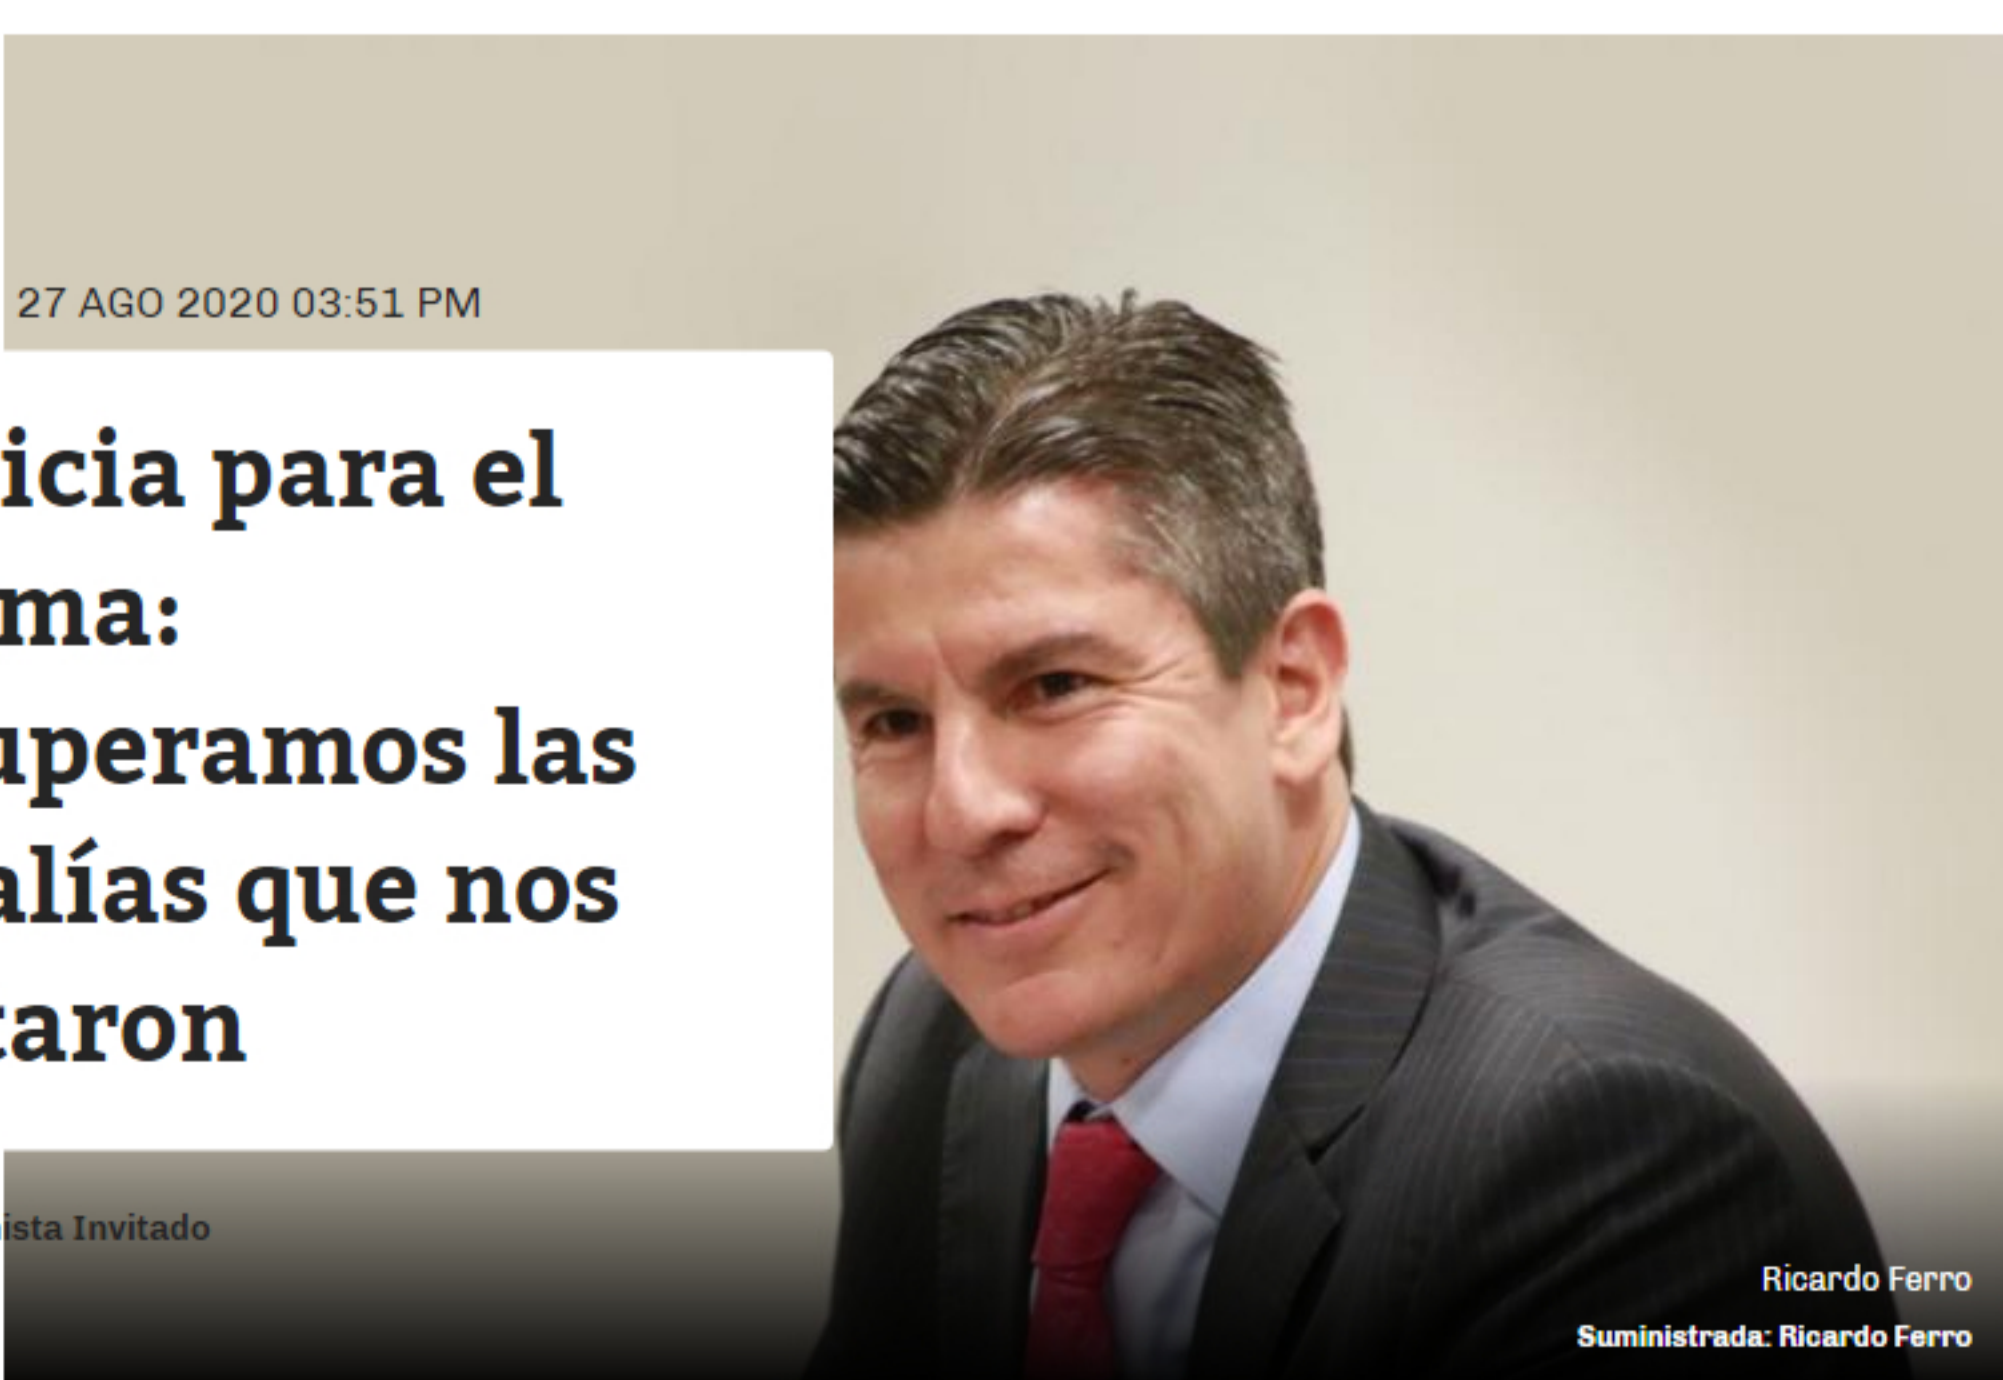 27 AGO 2020 03:51 PM
icia para el
ma:
uperamos las
alías que nos
taron
ista Invitado
Ricardo Ferro
Suministrada: Ricardo Ferro